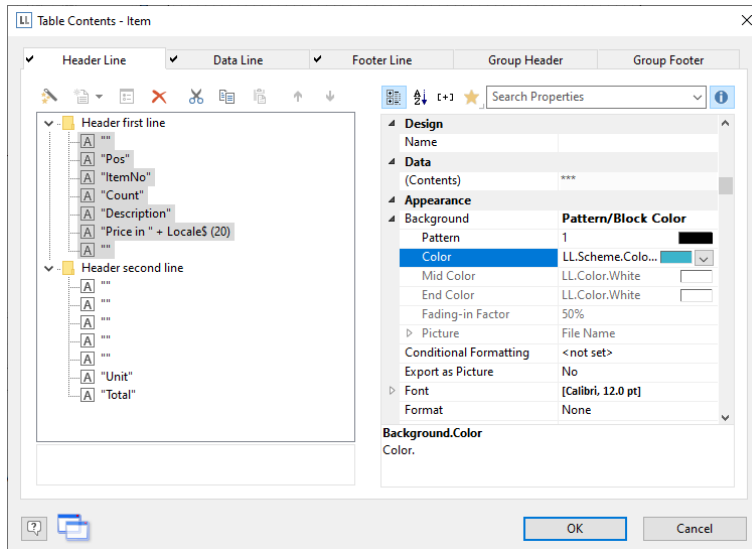 LL Table Contents - Item
Header Line
Data Line
Footer Line
Group Header
Group Footer
Search Properties
Header first line
A ""
A "Pos"
A "ItemNo"
A "Count"
A "Description"
A "Price in " + Locale$ (20)
A ""
Header second line
A ""
A ""
A ""
A ""
A ""
A "Unit"
A "Total"
Design
Name
Data
(Contents) ***
Appearance
Background Pattern/Block Color
Pattern 1
Color LL.Scheme.Colo...
Mid Color LL.Color.White
End Color LL.Color.White
Fading-in Factor 50%
Picture File Name
Conditional Formatting <not set>
Export as Picture No
Font [Calibri, 12.0 pt]
Format None
Background.Color
Color.
OK
Cancel